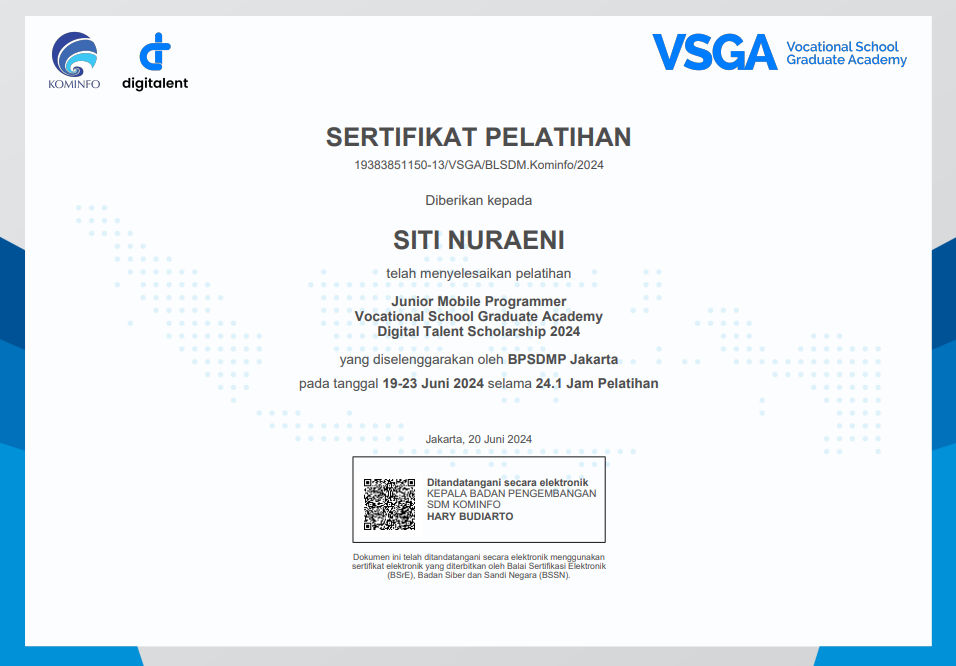 KOMINFO
digitalent
VSGA
Vocational School
Graduate Academy
SERTIFIKAT PELATIHAN
19383851150-13/VSGA/BLSDM.Kominfo/2024
Diberikan kepada
SITI NURAENI
telah menyelesaikan pelatihan
Junior Mobile Programmer
Vocational School Graduate Academy
Digital Talent Scholarship 2024
yang diselenggarakan oleh BPSDMP Jakarta
pada tanggal 19-23 Juni 2024 selama 24.1 Jam Pelatihan
Jakarta, 20 Juni 2024
Ditandatangani secara elektronik
KEPALA BADAN PENGEMBANGAN
SDM KOMINFO
HARY BUDIARTO
Dokumen ini telah ditandatangani secara elektronik menggunakan
sertifikat elektronik yang diterbitkan oleh Balai Sertifikasi Elektronik
(BSrE), Badan Siber dan Sandi Negara (BSSN).